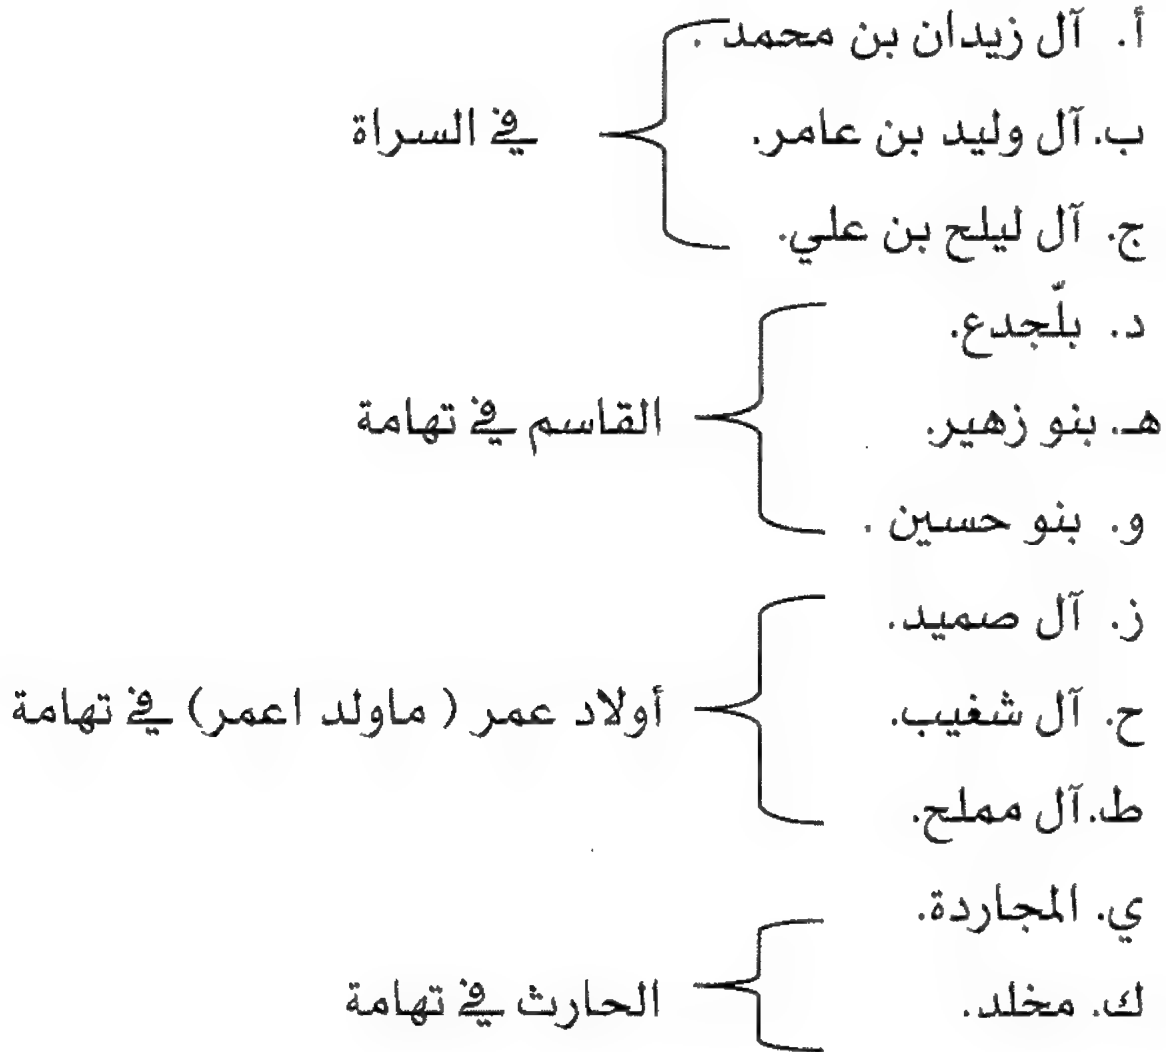 أ. آل زيدان بن محمد .
ب. آل وليد بن عامر. في السراة
ج. آل ليلح بن علي.
د. بلّجدع.
هـ. بنو زهير. القاسم في تهامة
و. بنو حسين .
ز. آل صميد.
ح. آل شغيب. أولاد عمر ( ماولد اعمر) في تهامة
ط. آل مملح.
ي. المجاردة.
ك. مخلد. الحارث في تهامة